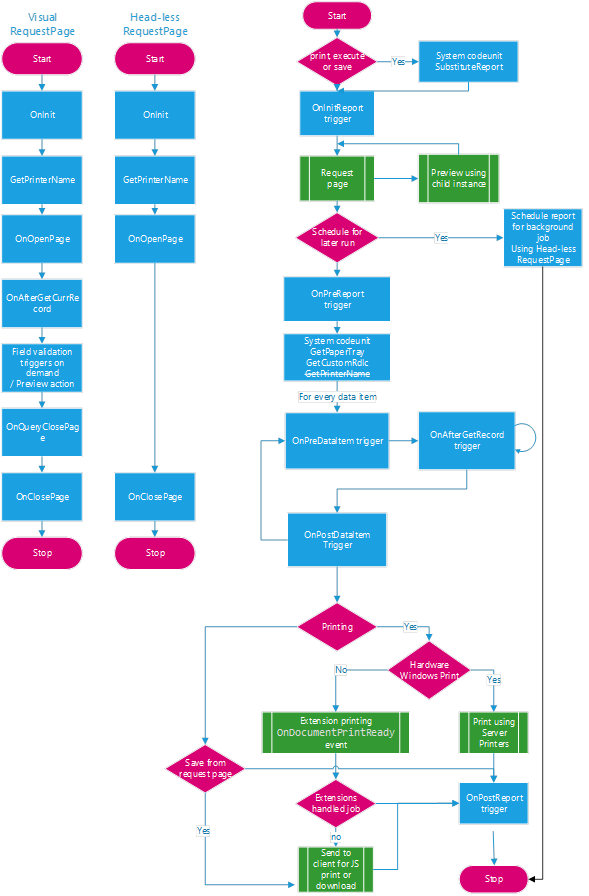 Visual
RequestPage
Start
OnInit
GetPrinterName
OnOpenPage
OnAfterGetCurrRe
cord
Field validation
triggers on
demand
/ Preview action
OnQueryClosePag
e
OnClosePage
Stop
Head-less
RequestPage
Start
OnInit
GetPrinterName
OnOpenPage
OnClosePage
Stop
Start
print, execute
or save
Yes
System codeunit
SubstituteReport
OnInitReport
trigger
Request
page
Preview using
child instance
Schedule for
later run
Yes
Schedule report
for background
job
Using Head-less
RequestPage
OnPreReport
trigger
System codeunit
GetPaperTray
GetCustomRdlc
GetPrinterName
For every data item
OnPreDataItem trigger
OnAfterGetRecord
trigger
OnPostDataItem
Trigger
Printing
Yes
Hardware
Windows Print
No
Yes
Extension printing
OnDocumentPrintReady
event
Print using
Server
Printers
Save from
request page
Extensions
handled job
OnPostReport
trigger
Yes
no
Send to
client for JS
print or
download
Stop